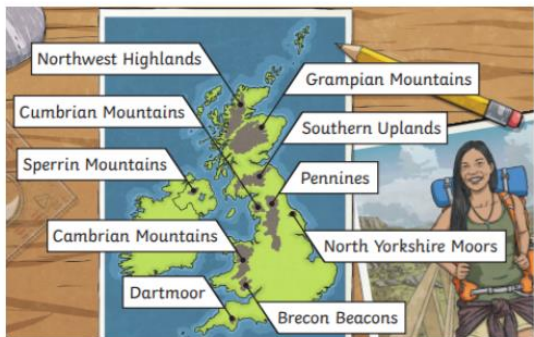 Northwest Highlands
Grampian Mountains
Cumbrian Mountains
Southern Uplands
Sperrin Mountains
Pennines
Cambrian Mountains
North Yorkshire Moors
Dartmoor
Brecon Beacons